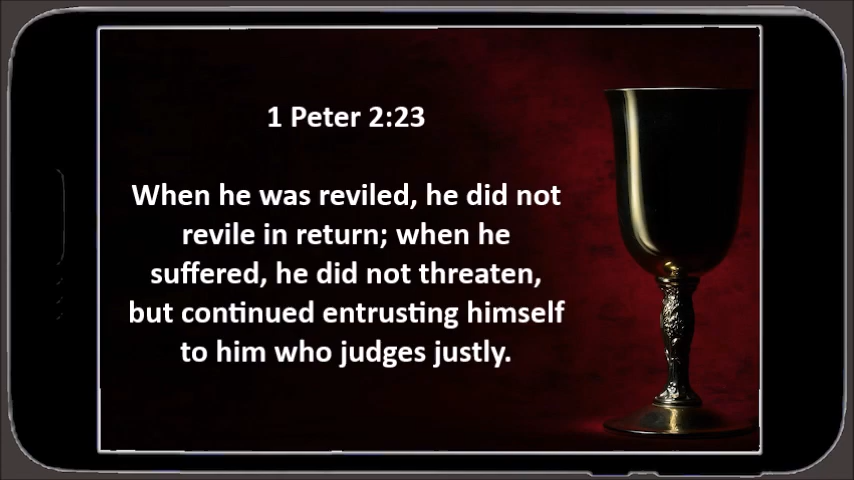 1 Peter 2:23
When he was reviled, he did not
revile in return; when he
suffered, he did not threaten,
but continued entrusting himself
to him who judges justly.